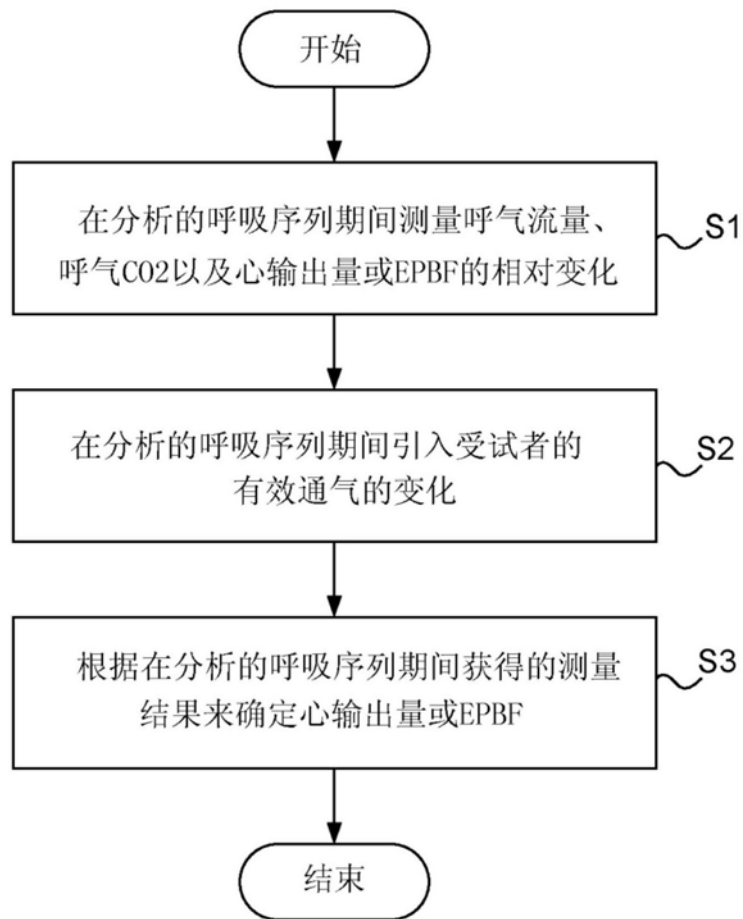 开始
在分析的呼吸序列期间测量呼气流量、
呼气CO2以及心输出量或EPBF的相对变化
S1
在分析的呼吸序列期间引入受试者的
有效通气的变化
S2
根据在分析的呼吸序列期间获得的测量
结果来确定心输出量或EPBF
S3
结束